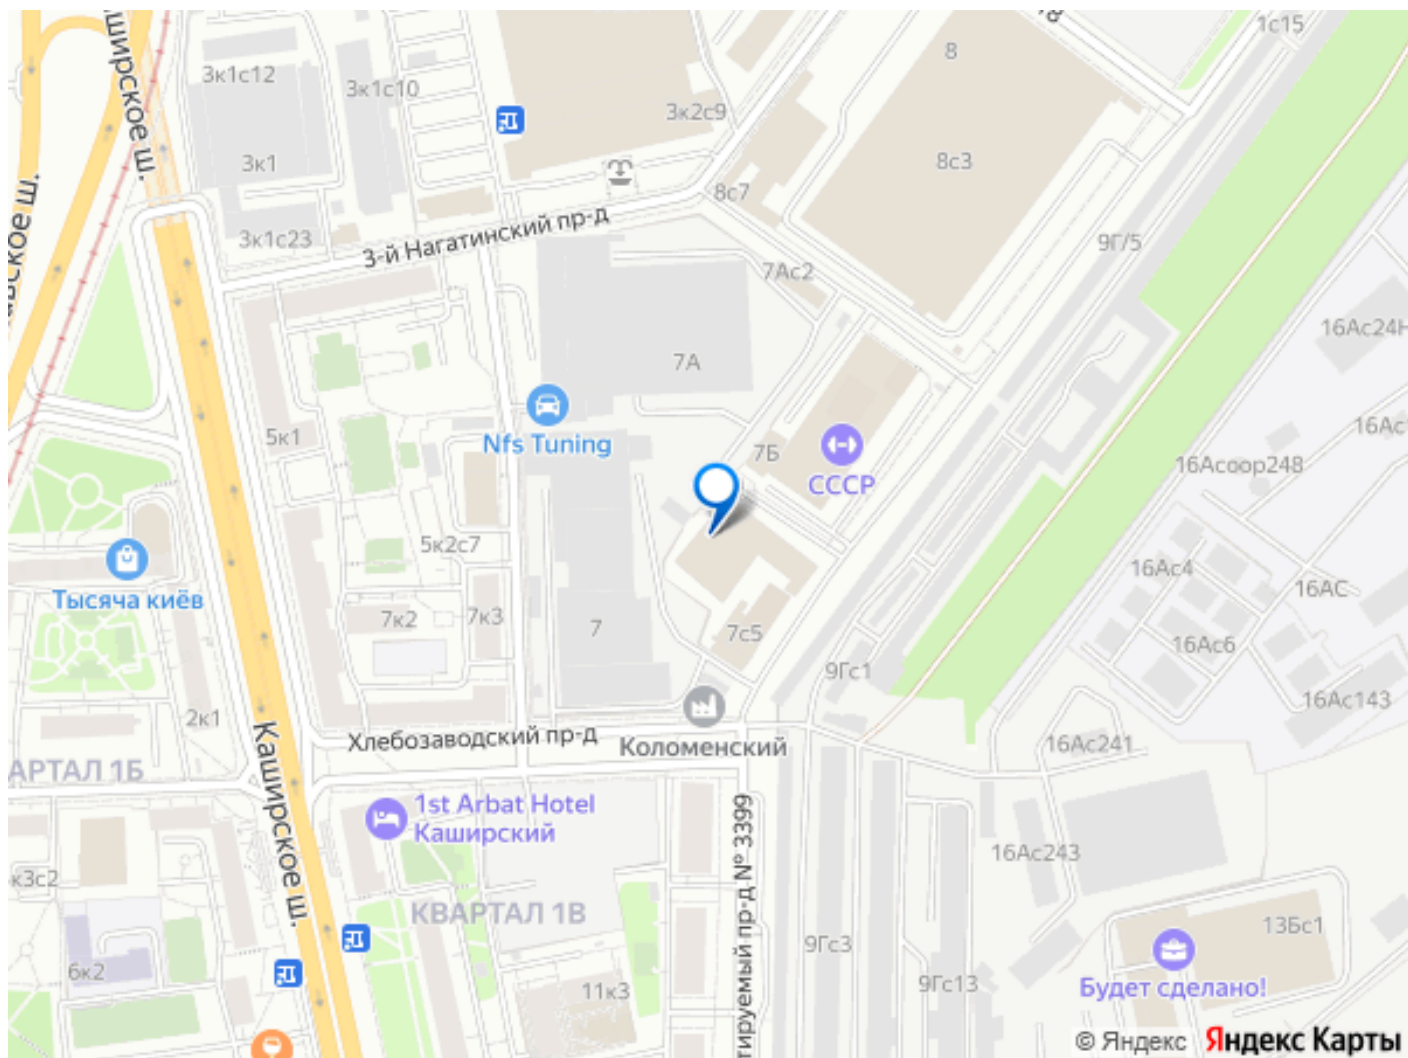 Каширское ш.
1с15
8
3к1с12
3к1с10
3к2с9
3к1
8с3
8с7
3к1с23
3-й Нагатинский пр-д
9Г/5
7Ас2
16Ас24Н
7А
5к1
Nfs Tuning
7Б
СССР
16Асоор248
5к2с7
16Ас4
16АС
Тысяча киёв
7к2
7к3
7
7с5
16Ас6
9Гс1
16Ас143
2к1
Хлебозаводский пр-д
Коломенский
16Ас241
АРТАЛ 1Б
Каширское ш.
1st Arbat Hotel
Каширский
тируемый пр-д № 3399
16Ас243
к3с2
КВАРТАЛ 1В
13Бс1
9Гс3
6к2
11к3
9Гс13
Будет сделано!
© Яндекс Яндекс Карты